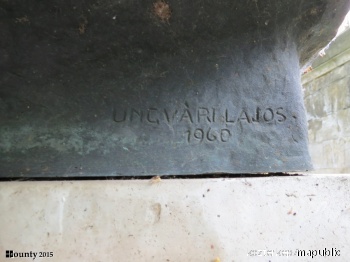 UNGVÁRI LAJOS.
1960
Bounty 2015
/mapublic